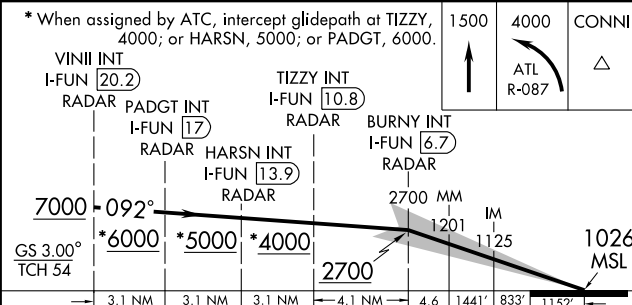 * When assigned by ATC, intercept glidepath at TIZZY,
4000; or HARSN, 5000; or PADGT, 6000.
1500
4000
ATL
R-087
CONNI
VINII INT
I-FUN 20.2
RADAR
PADGT INT
I-FUN 17
RADAR
HARSN INT
I-FUN 13.9
RADAR
TIZZY INT
I-FUN 10.8
RADAR
BURNY INT
I-FUN 6.7
RADAR
7000
092°
*6000
*5000
*4000
2700
2700
MM
1201
IM
1125
1026
MSL
GS 3.00°
TCH 54
3.1 NM
3.1 NM
3.1 NM
4.1 NM
4.6
1441'
833'
1152'